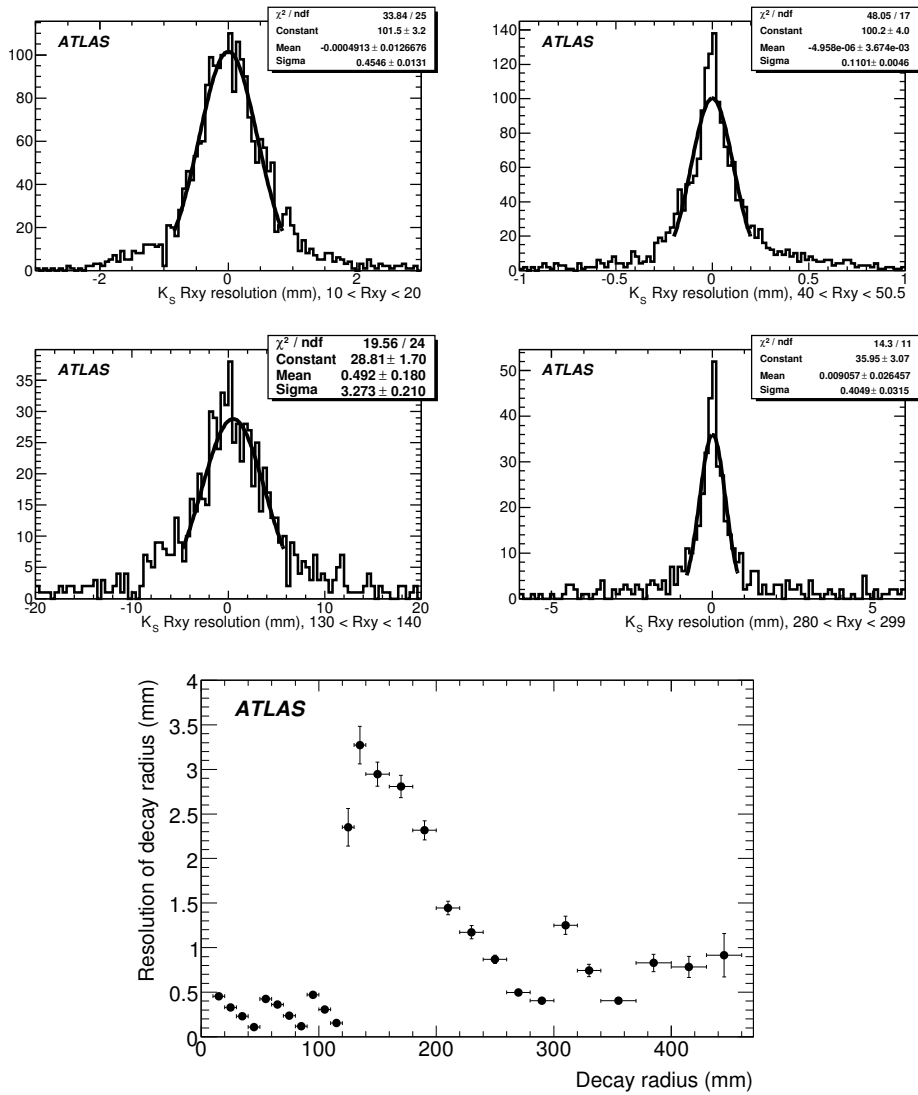 χ² / ndf 33.84 / 25
Constant 101.5 ± 3.2
Mean -0.0004913 ± 0.0126676
Sigma 0.4546 ± 0.0131
ATLAS
100
80
60
40
20
0
-2 0 2
K_S Rxy resolution (mm), 10 < Rxy < 20
χ² / ndf 48.05 / 17
Constant 100.2 ± 4.0
Mean -4.958e-06 ± 3.674e-03
Sigma 0.1101 ± 0.0046
ATLAS
140
120
100
80
60
40
20
0
-1 -0.5 0 0.5 1
K_S Rxy resolution (mm), 40 < Rxy < 50.5
χ² / ndf 19.56 / 24
Constant 28.81 ± 1.70
Mean 0.492 ± 0.180
Sigma 3.273 ± 0.210
ATLAS
35
30
25
20
15
10
5
0
-20 -10 0 10 20
K_S Rxy resolution (mm), 130 < Rxy < 140
χ² / ndf 14.3 / 11
Constant 35.95 ± 3.07
Mean 0.009057 ± 0.026457
Sigma 0.4049 ± 0.0315
ATLAS
50
40
30
20
10
0
-5 0 5
K_S Rxy resolution (mm), 280 < Rxy < 299
Resolution of decay radius (mm)
ATLAS
4
3.5
3
2.5
2
1.5
1
0.5
0
0 100 200 300 400
Decay radius (mm)